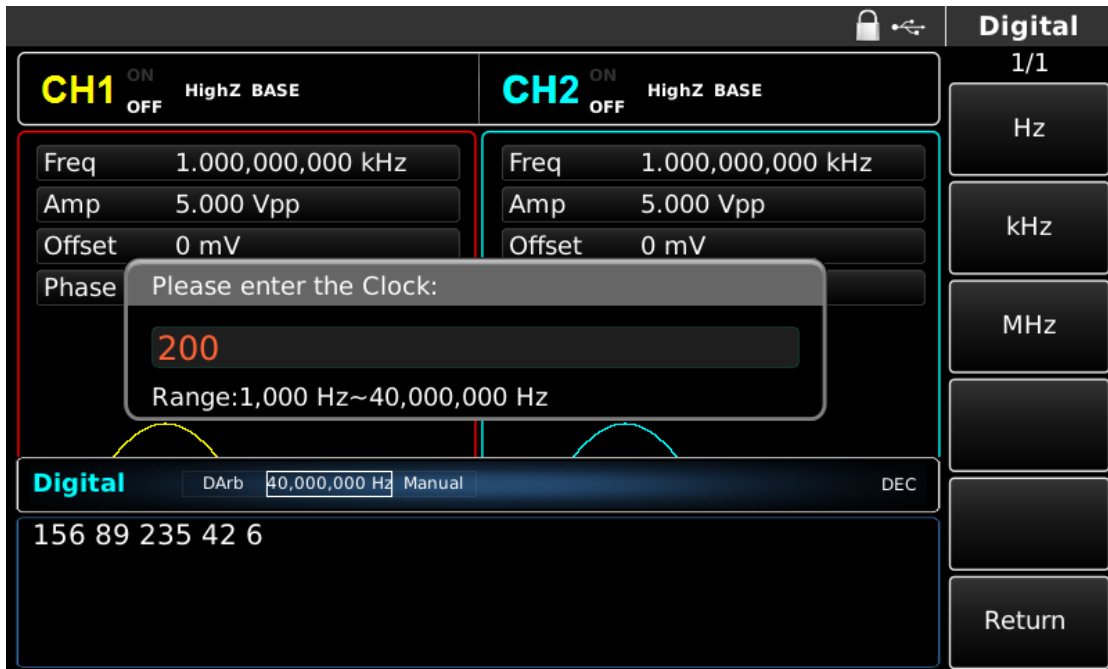 Digital
1/1
CH1 ON OFF HighZ BASE
CH2 ON OFF HighZ BASE
Hz
Freq 1.000,000,000 kHz
Freq 1.000,000,000 kHz
Amp 5.000 Vpp
Amp 5.000 Vpp
kHz
Offset 0 mV
Offset 0 mV
Phase
Please enter the Clock:
200
MHz
Range:1,000 Hz~40,000,000 Hz
Digital DArb 40,000,000 Hz Manual DEC
156 89 235 42 6
Return